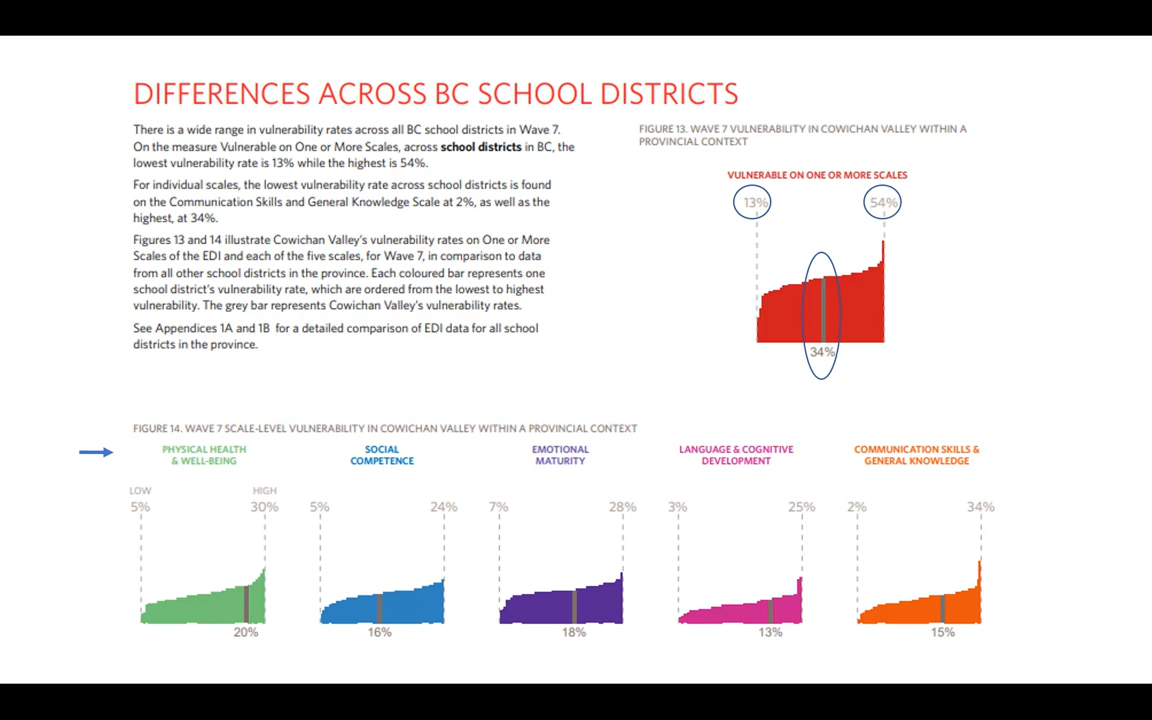 DIFFERENCES ACROSS BC SCHOOL DISTRICTS
There is a wide range in vulnerability rates across all BC school districts in Wave 7.
On the measure Vulnerable on One or More Scales, across school districts in BC, the
lowest vulnerability rate is 13% while the highest is 54%.
For individual scales, the lowest vulnerability rate across school districts is found
on the Communication Skills and General Knowledge Scale at 2%, as well as the
highest, at 34%.
Figures 13 and 14 illustrate Cowichan Valley's vulnerability rates on One or More
Scales of the EDI and each of the five scales, for Wave 7, in comparison to data
from all other school districts in the province. Each coloured bar represents one
school district's vulnerability rate, which are ordered from the lowest to highest
vulnerability. The grey bar represents Cowichan Valley's vulnerability rates.
See Appendices 1A and 1B for a detailed comparison of EDI data for all school
districts in the province.
FIGURE 13. WAVE 7 VULNERABILITY IN COWICHAN VALLEY WITHIN A
PROVINCIAL CONTEXT
VULNERABLE ON ONE OR MORE SCALES
13% 54%
34%
FIGURE 14. WAVE 7 SCALE-LEVEL VULNERABILITY IN COWICHAN VALLEY WITHIN A PROVINCIAL CONTEXT
PHYSICAL HEALTH
& WELL-BEING
LOW HIGH
5% 30%
20%
SOCIAL
COMPETENCE
5% 24%
16%
EMOTIONAL
MATURITY
7% 28%
18%
LANGUAGE & COGNITIVE
DEVELOPMENT
3% 25%
13%
COMMUNICATION SKILLS &
GENERAL KNOWLEDGE
2% 34%
15%